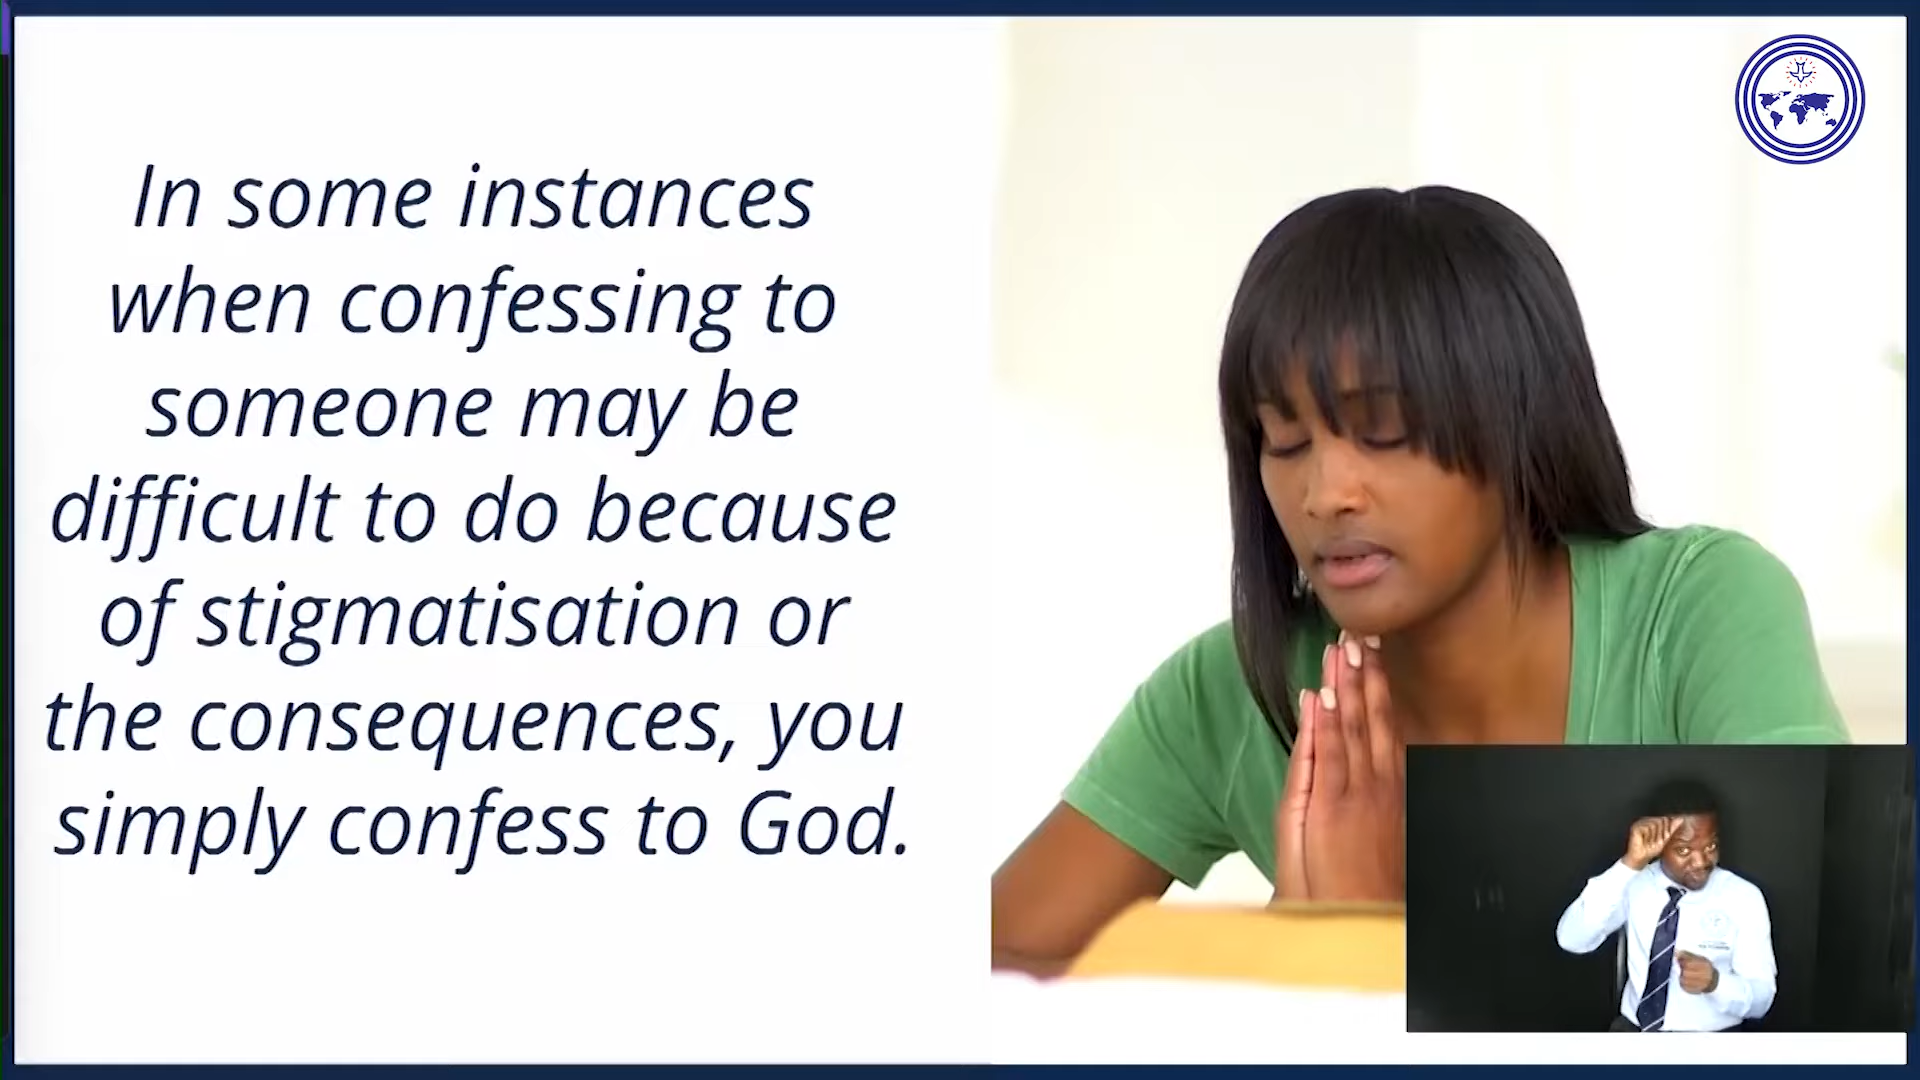 In some instances
when confessing to
someone may be
difficult to do because
of stigmatisation or
the consequences, you
simply confess to God.